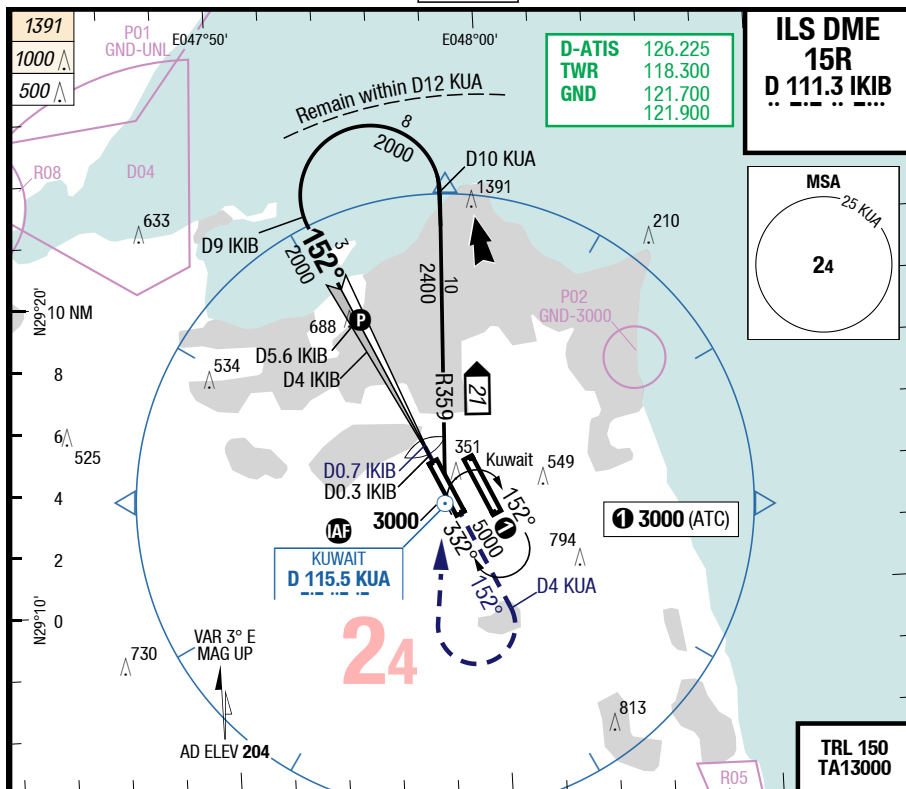 1391
1000
500
P01
GND-UNL
E047°50'
E048°00'
D-ATIS 126.225
TWR 118.300
GND 121.700
121.900
ILS DME
15R
D 111.3 IKIB
Remain within D12 KUA
8
2000
D10 KUA
1391
R08
D04
633
D9 IKIB
152°
3
2000
10
2400
210
MSA
25 KUA
24
N29°20'
10 NM
P02
GND-3000
688
P
D5.6 IKIB
D4 IKIB
534
8
R359
21
6
525
351
Kuwait
549
D0.7 IKIB
D0.3 IKIB
4
3000
152°
1
5000
332°
1 3000 (ATC)
IAF
KUWAIT
D 115.5 KUA
794
2
152°
D4 KUA
N29°10'
0
24
VAR 3° E
MAG UP
730
813
AD ELEV 204
R05
TRL 150
TA13000